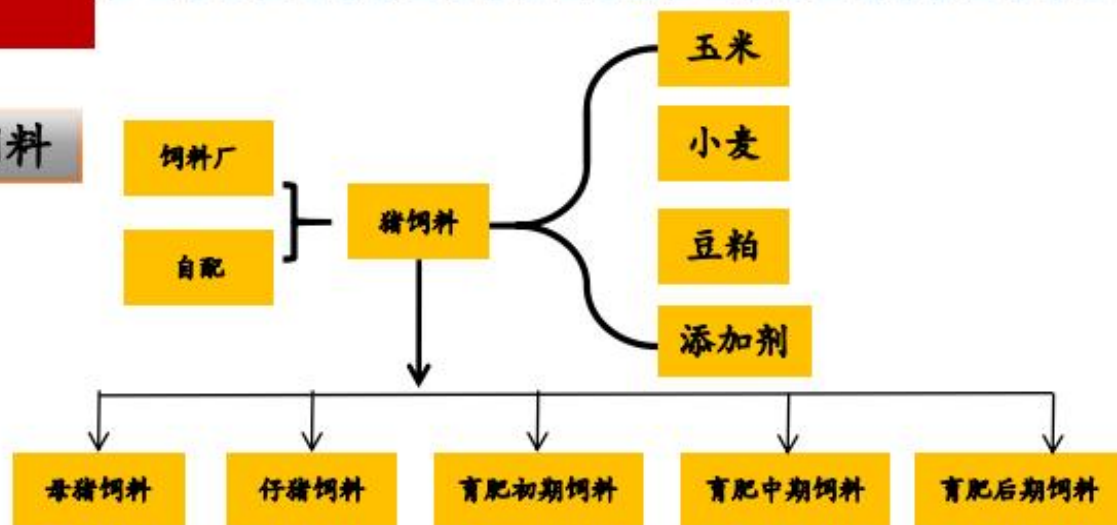 料
饲料厂
自配
猪饲料
玉米
小麦
豆粕
添加剂
母猪饲料
仔猪饲料
育肥初期饲料
育肥中期饲料
育肥后期饲料